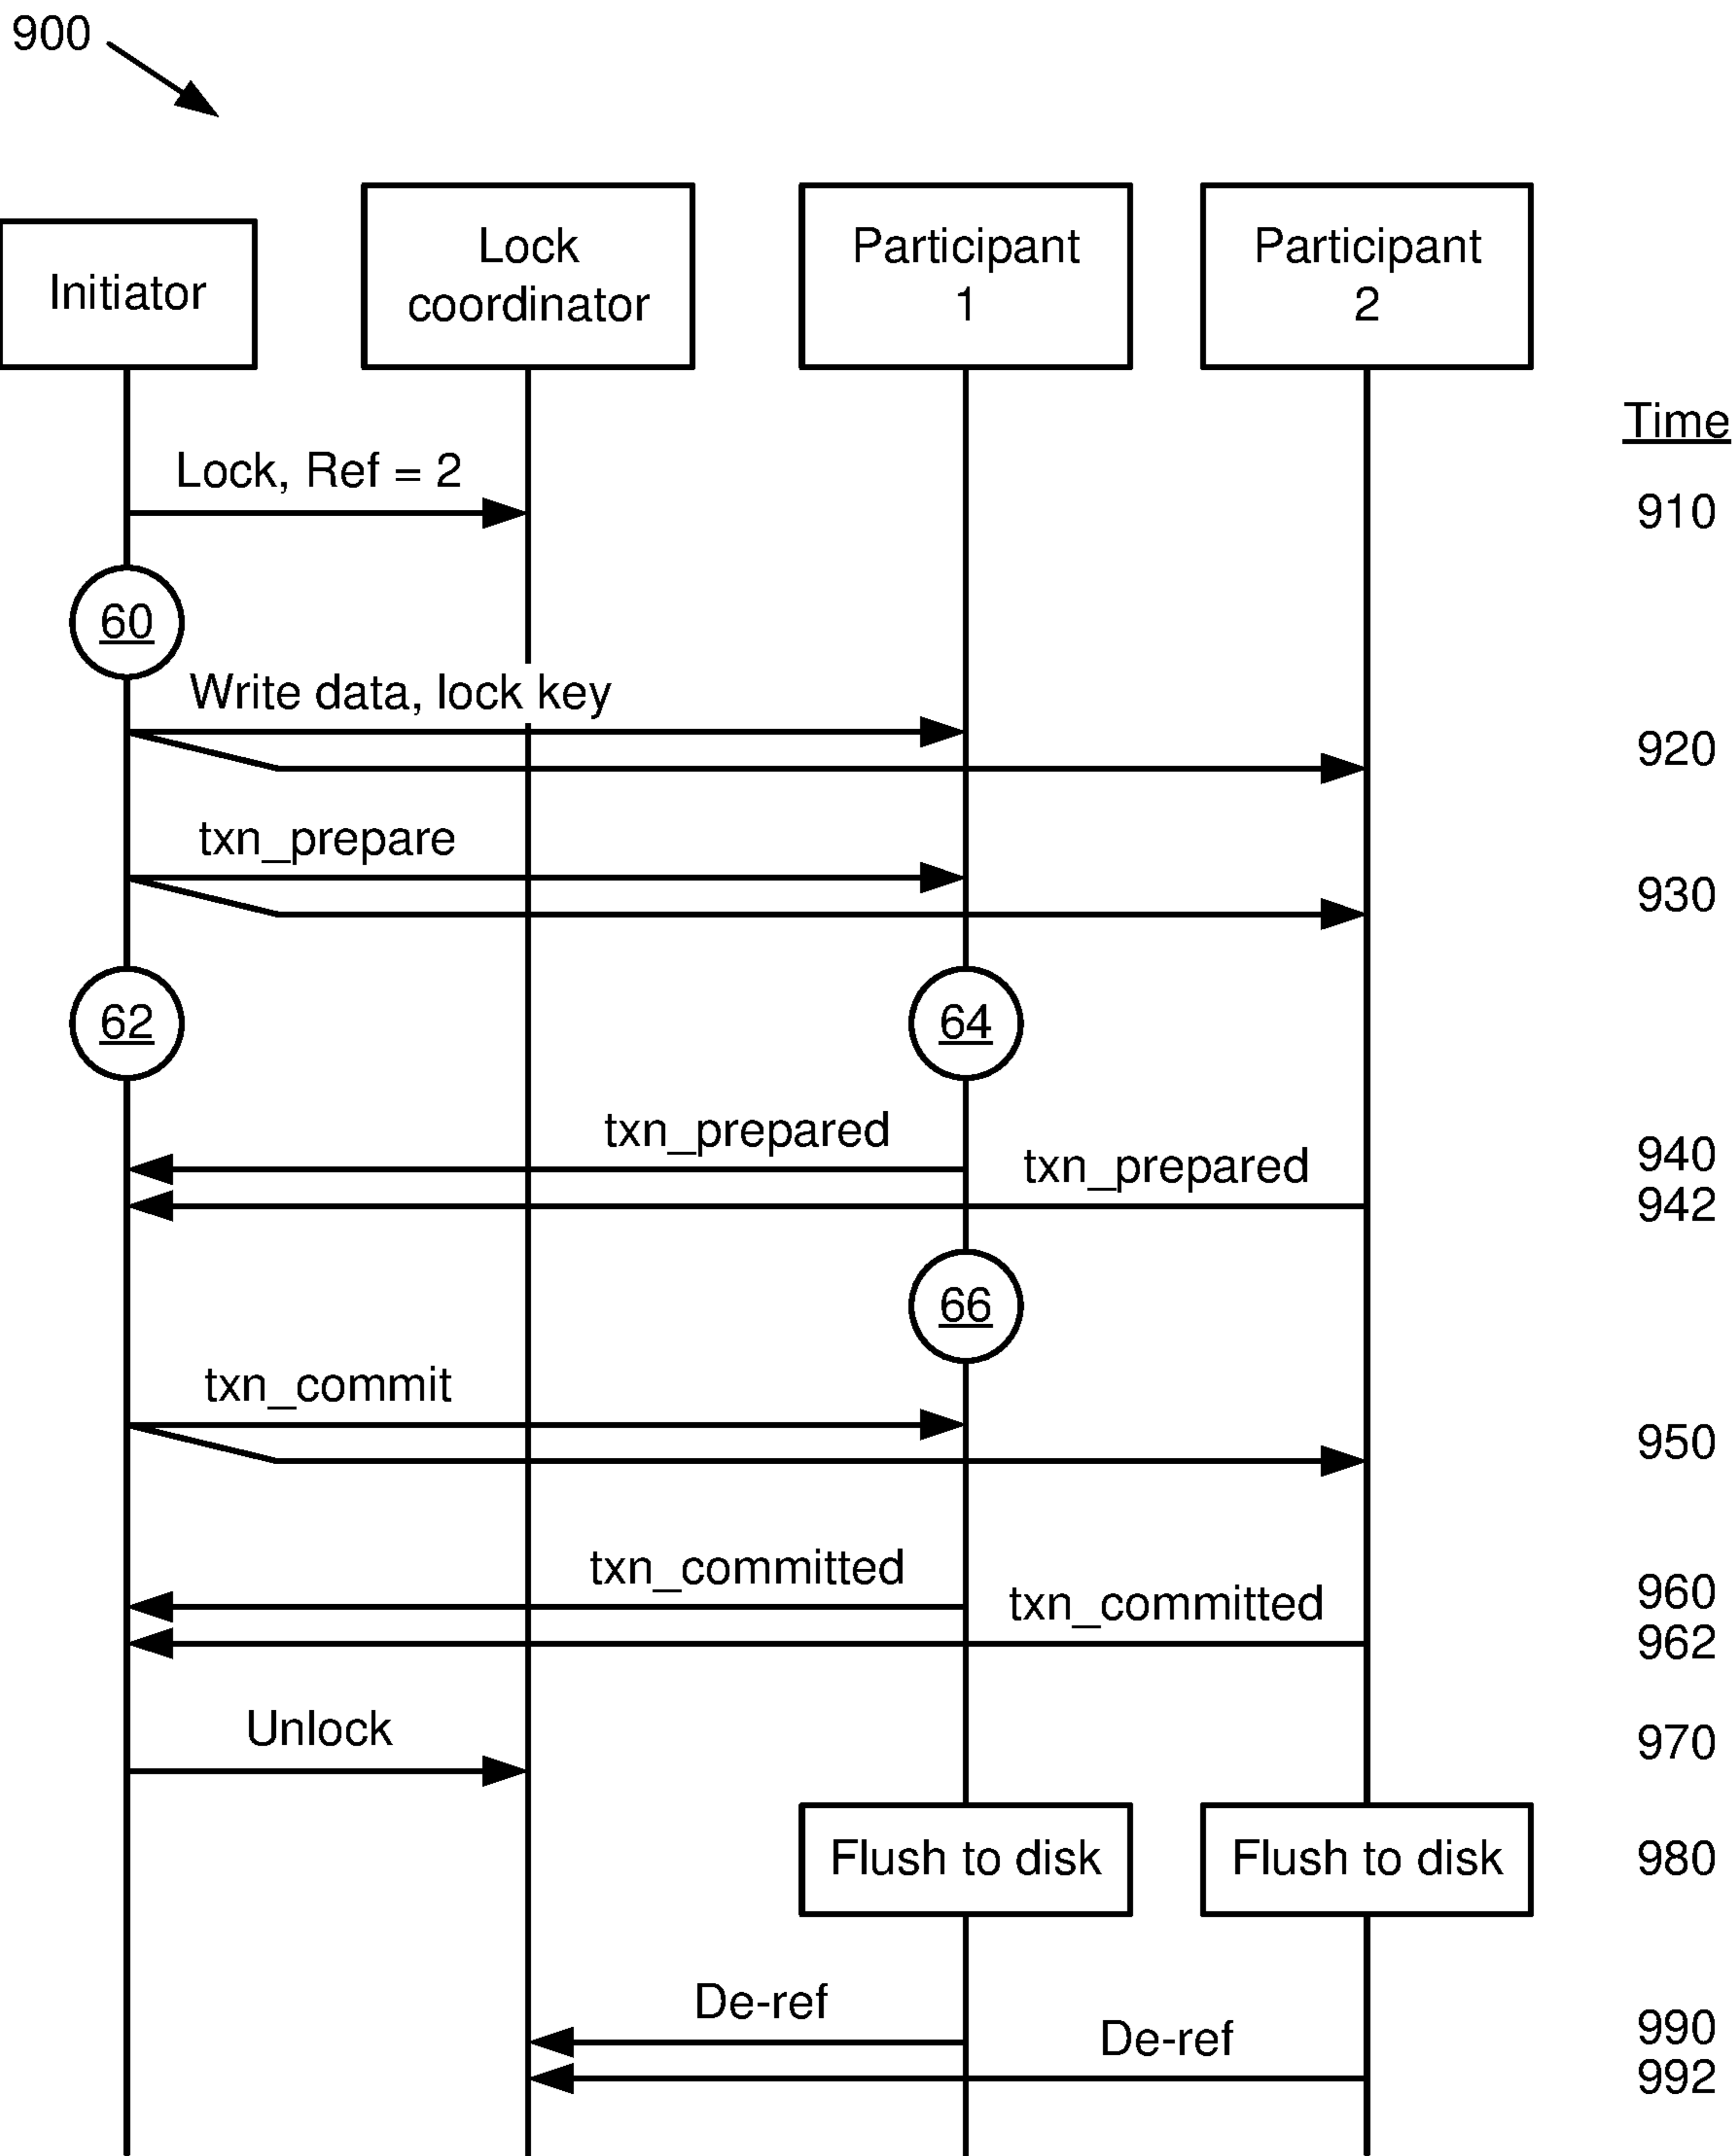 900
Initiator
Lock
coordinator
Participant
1
Participant
2
Time
Lock, Ref = 2
910
60
Write data, lock key
920
txn_prepare
930
62
64
txn_prepared
940
txn_prepared
942
66
txn_commit
950
txn_committed
960
txn_committed
962
Unlock
970
Flush to disk
Flush to disk
980
De-ref
990
De-ref
992